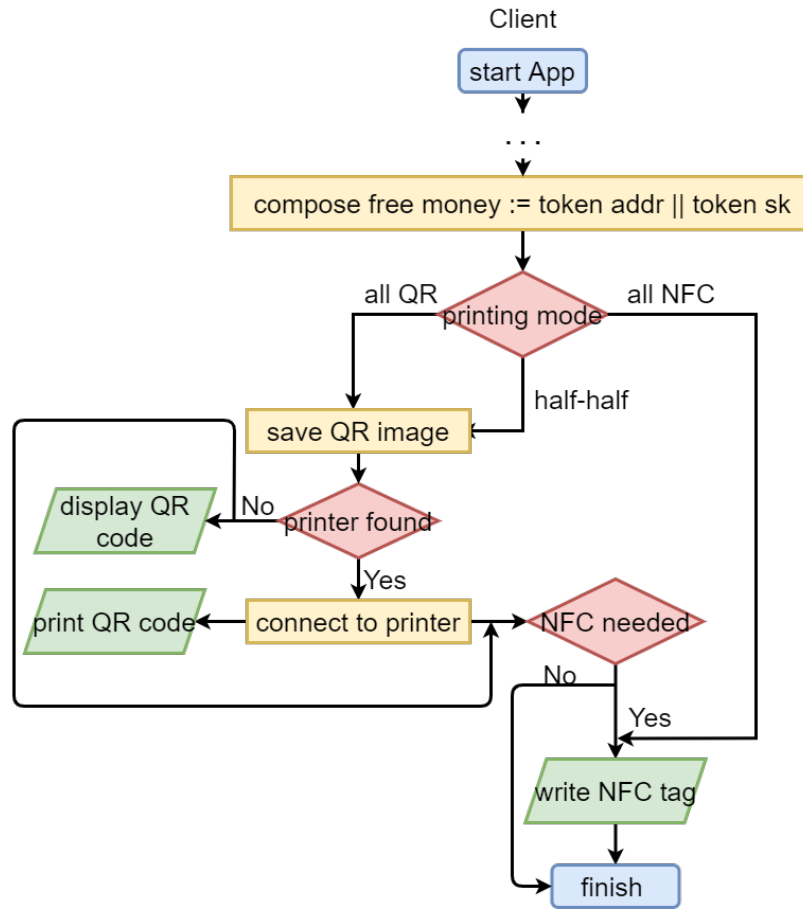 Client
start App
...
compose free money := token addr || token sk
all QR
all NFC
printing mode
half-half
save QR image
display QR
code
No
printer found
Yes
print QR code
connect to printer
NFC needed
No
Yes
write NFC tag
finish